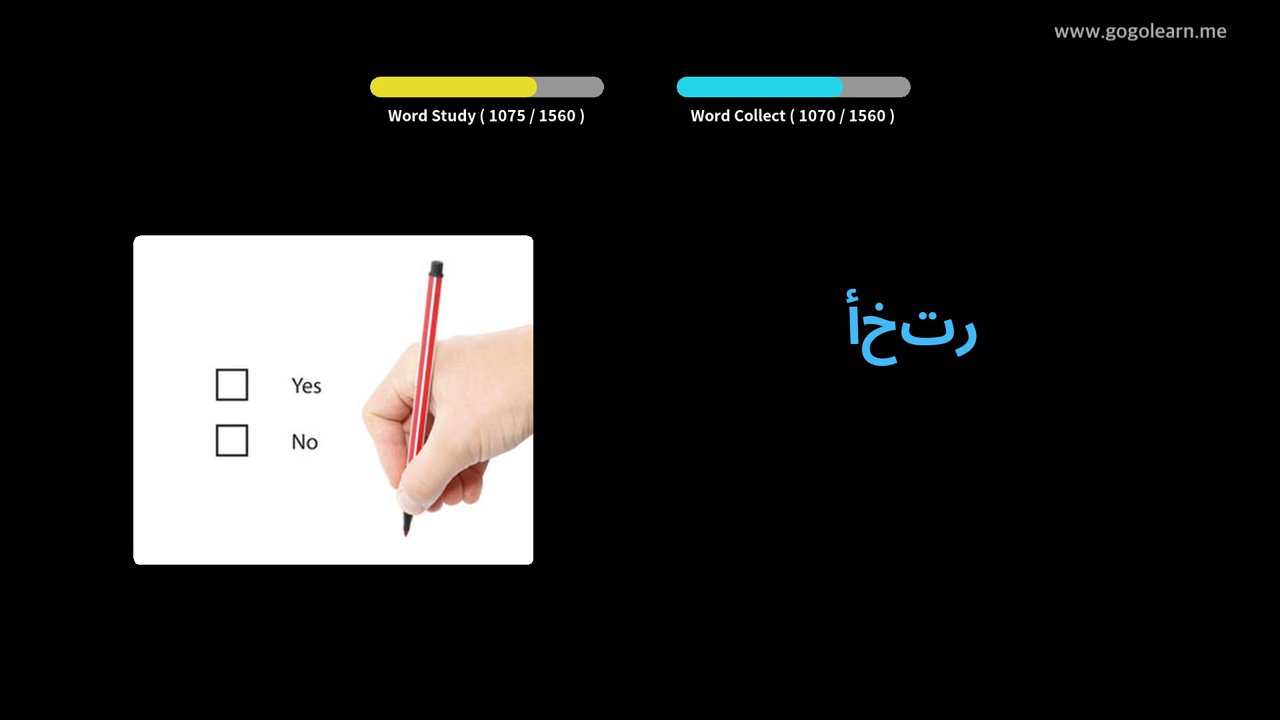 www.gogolearn.me
Word Study ( 1075 / 1560 )
Word Collect ( 1070 / 1560 )
رتخأ
Yes
No